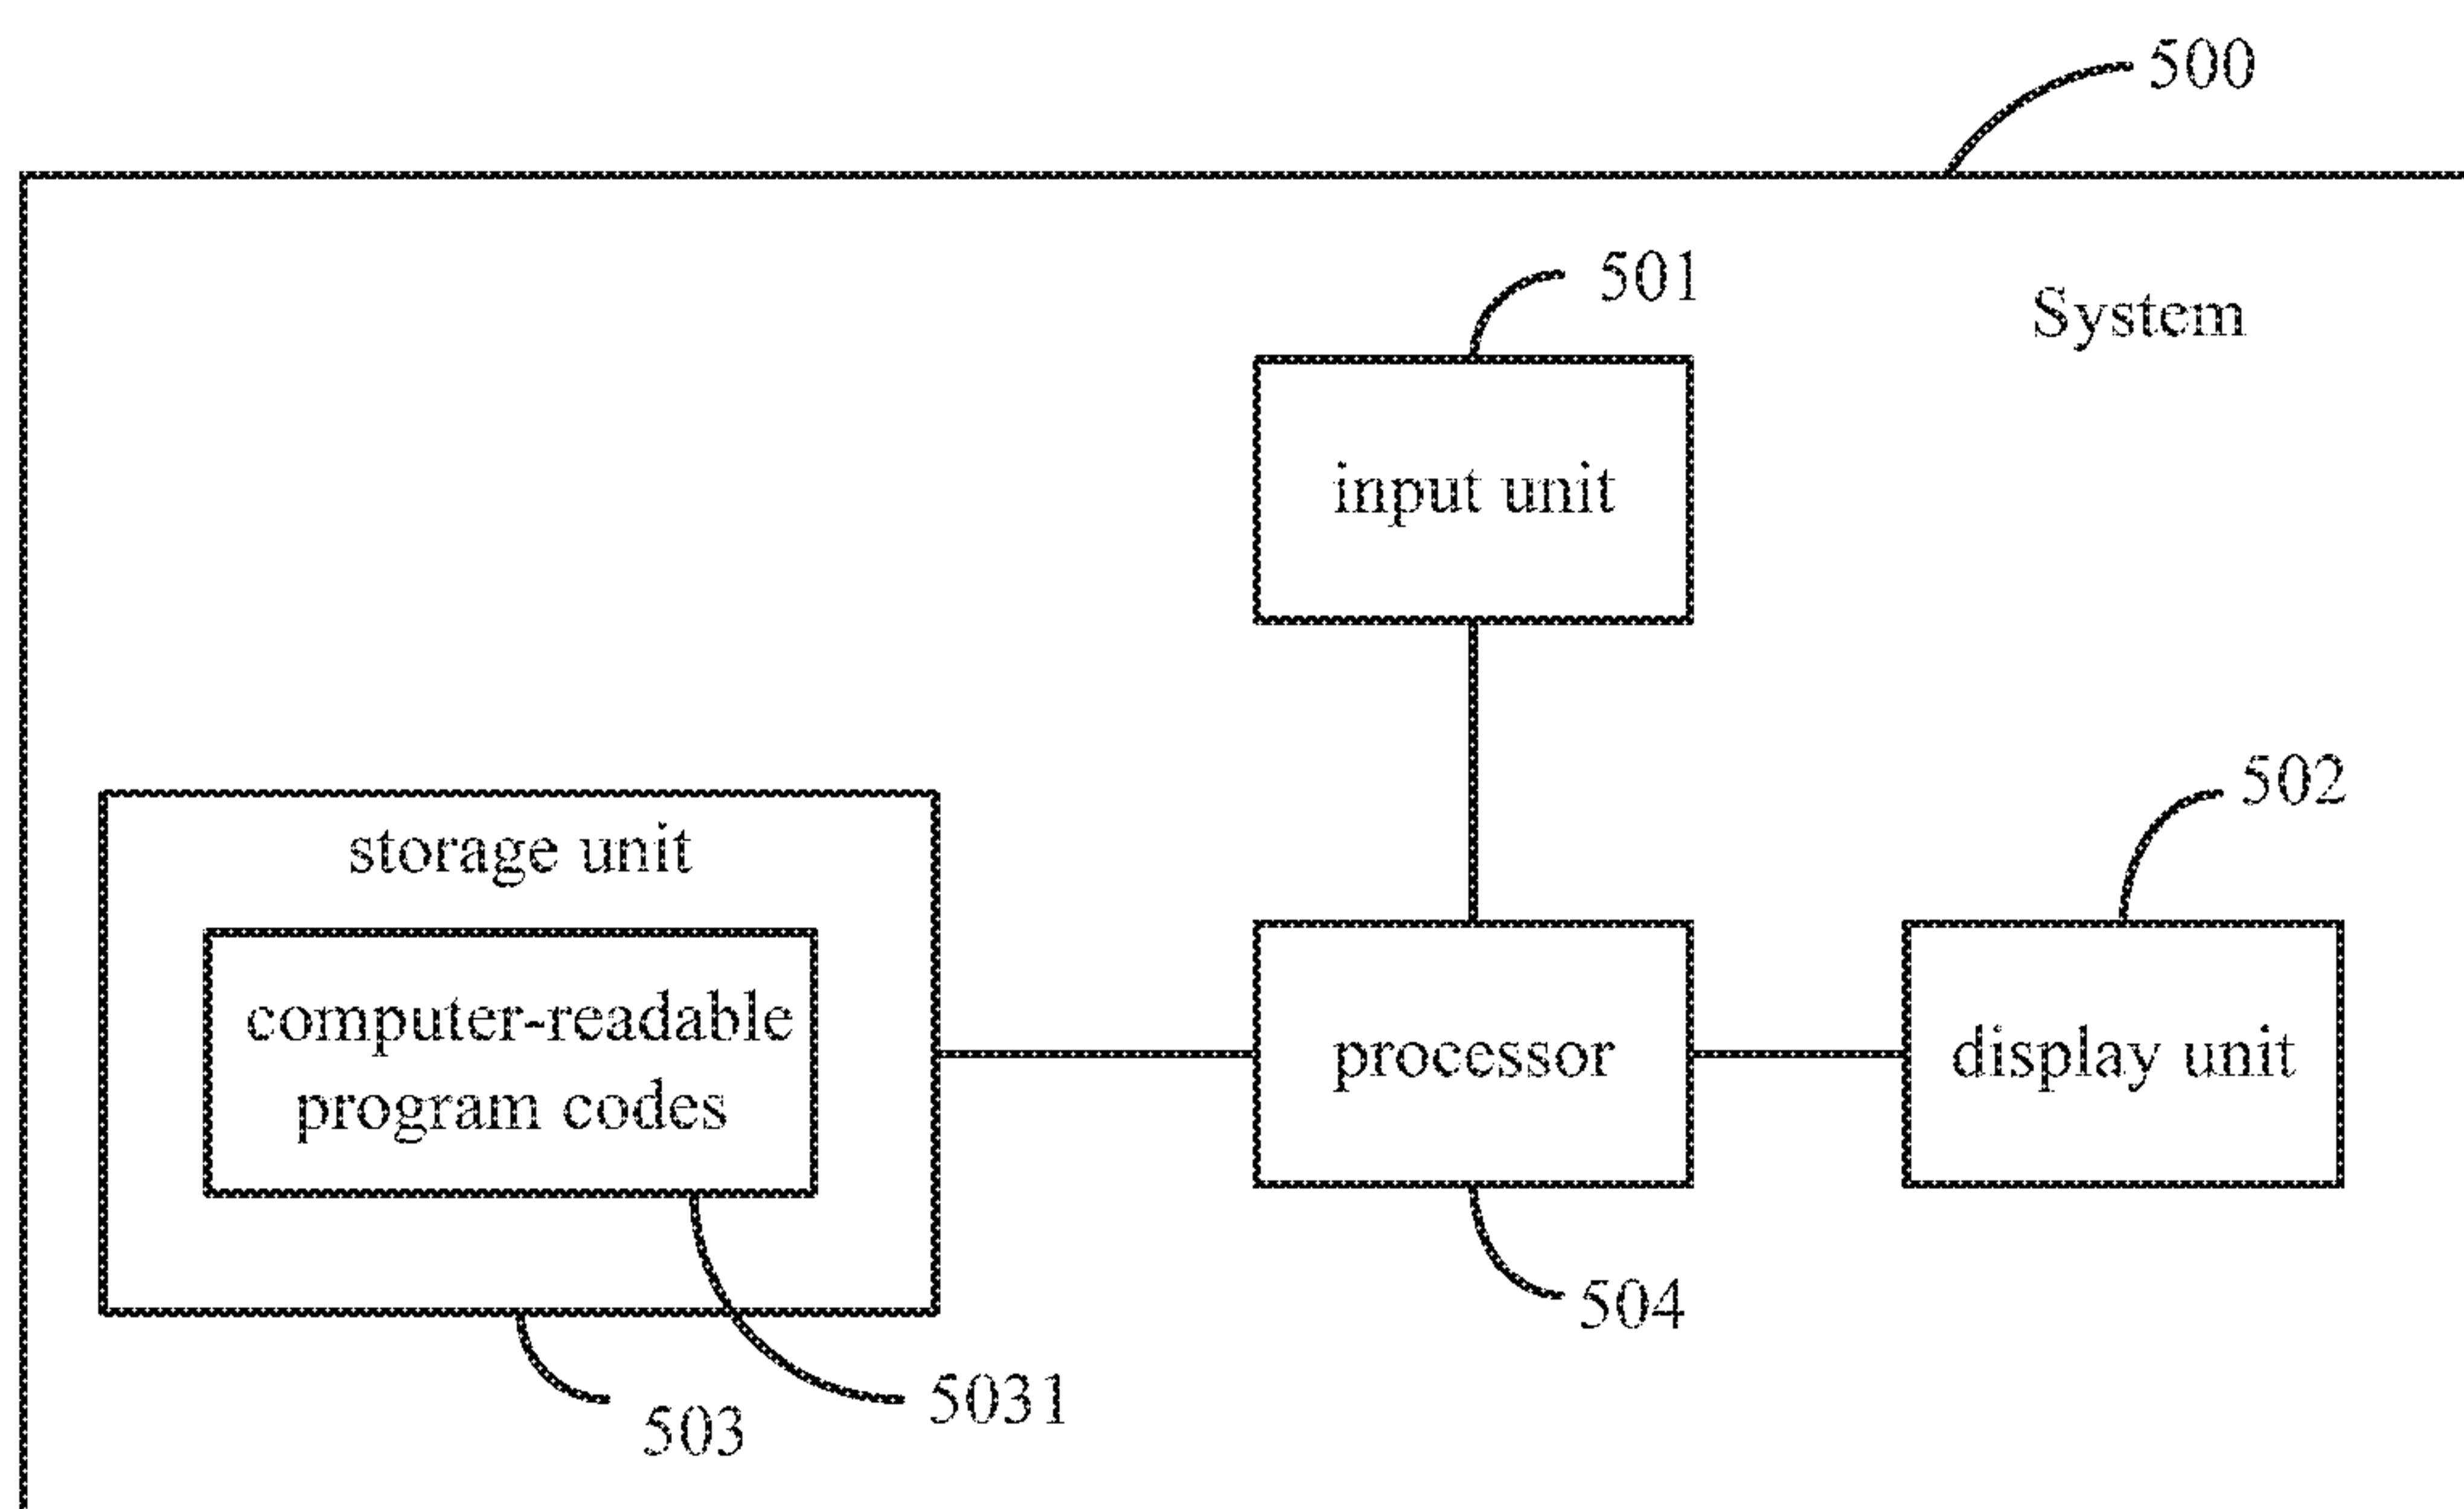 500
501
System
input unit
502
storage unit
computer-readable
program codes
processor
display unit
504
5031
503